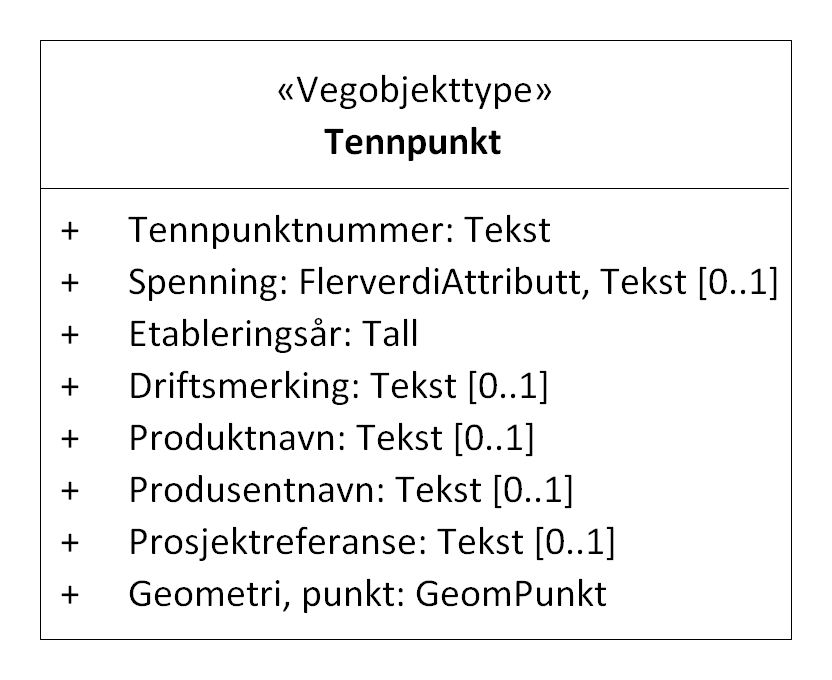 «Vegobjekttype»
Tennpunkt
+ Tennpunktnummer: Tekst
+ Spenning: FlerverdiAttributt, Tekst [0..1]
+ Etableringsår: Tall
+ Driftsmerking: Tekst [0..1]
+ Produktnavn: Tekst [0..1]
+ Produsentnavn: Tekst [0..1]
+ Prosjektreferanse: Tekst [0..1]
+ Geometri, punkt: GeomPunkt